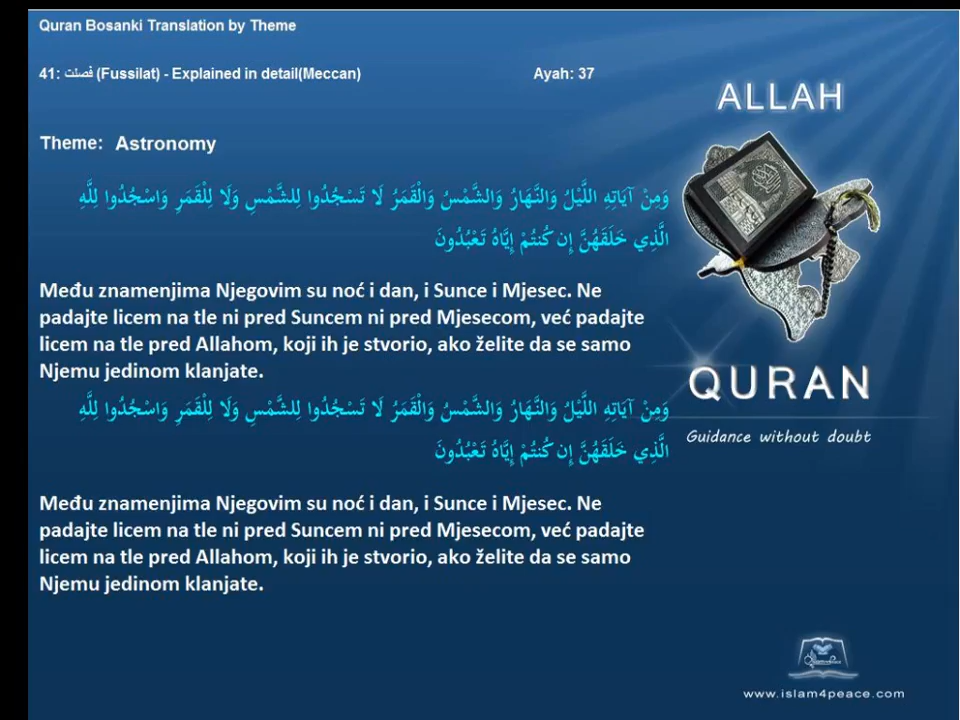 Quran Bosanki Translation by Theme
41: فصلت (Fussilat) - Explained in detail(Meccan) Ayah: 37
Theme: Astronomy
وَمِنْ آيَاتِهِ اللَّيْلُ وَالنَّهَارُ وَالشَّمْسُ وَالْقَمَرُ لَا تَسْجُدُوا لِلشَّمْسِ وَلَا لِلْقَمَرِ وَاسْجُدُوا لِلَّهِ
الَّذِي خَلَقَهُنَّ إِن كُنتُمْ إِيَّاهُ تَعْبُدُونَ
Među znamenjima Njegovim su noć i dan, i Sunce i Mjesec. Ne
padajte licem na tle ni pred Suncem ni pred Mjesecom, već padajte
licem na tle pred Allahom, koji ih je stvorio, ako želite da se samo
Njemu jedinom klanjate.
وَمِنْ آيَاتِهِ اللَّيْلُ وَالنَّهَارُ وَالشَّمْسُ وَالْقَمَرُ لَا تَسْجُدُوا لِلشَّمْسِ وَلَا لِلْقَمَرِ وَاسْجُدُوا لِلَّهِ
الَّذِي خَلَقَهُنَّ إِن كُنتُمْ إِيَّاهُ تَعْبُدُونَ
Među znamenjima Njegovim su noć i dan, i Sunce i Mjesec. Ne
padajte licem na tle ni pred Suncem ni pred Mjesecom, već padajte
licem na tle pred Allahom, koji ih je stvorio, ako želite da se samo
Njemu jedinom klanjate.
ALLAH
QURAN
Guidance without doubt
www.islam4peace.com